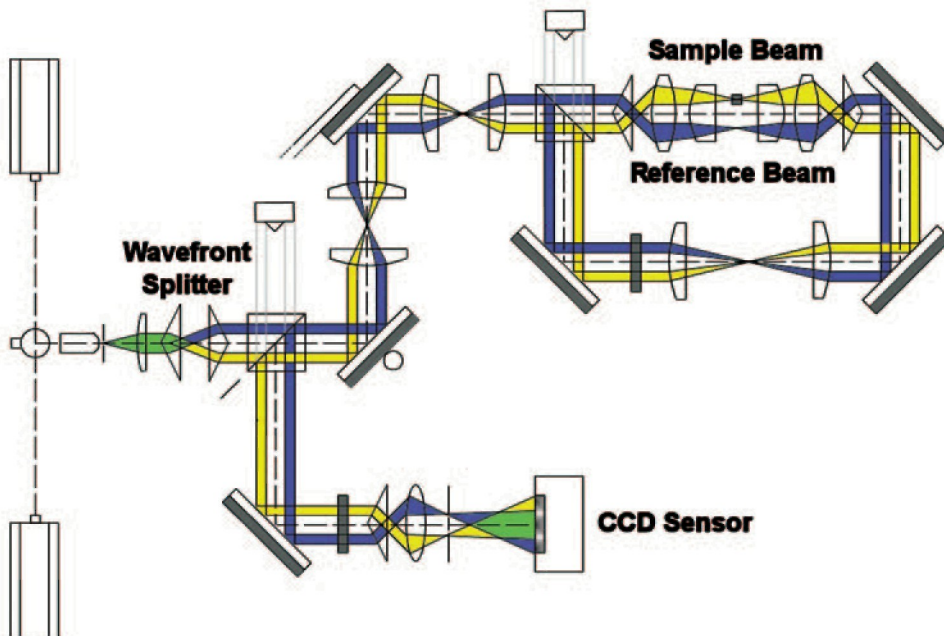 Sample Beam
Reference Beam
Wavefront
Splitter
CCD Sensor